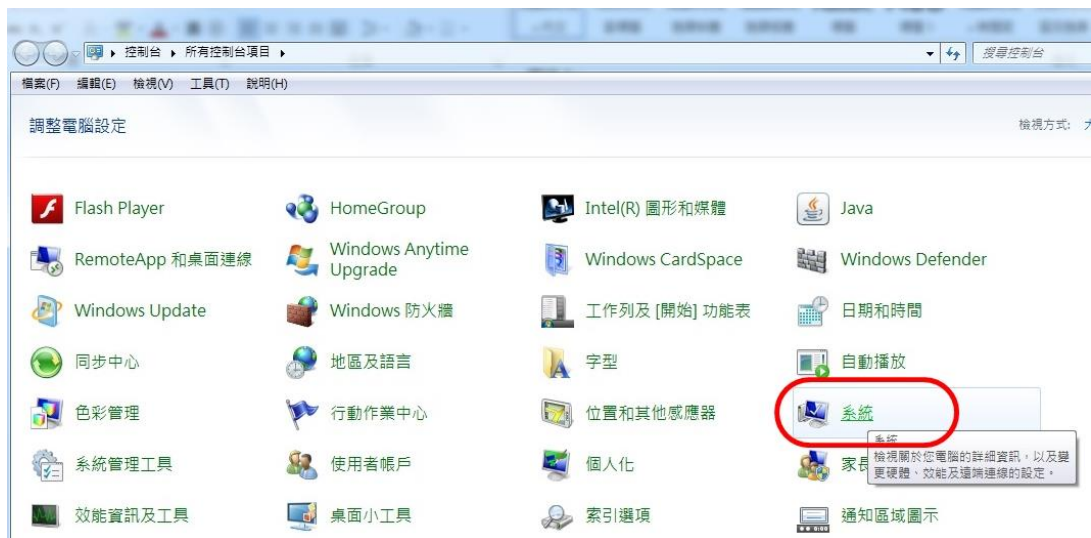 控制台 ▸ 所有控制台項目 ▸
搜尋控制台
檔案(F) 編輯(E) 檢視(V) 工具(T) 說明(H)
調整電腦設定
檢視方式:
Flash Player
HomeGroup
Intel(R) 圖形和媒體
Java
RemoteApp 和桌面連線
Windows Anytime
Upgrade
Windows CardSpace
Windows Defender
Windows Update
Windows 防火牆
工作列及 [開始] 功能表
日期和時間
同步中心
地區及語言
字型
自動播放
色彩管理
行動作業中心
位置和其他感應器
系統
系統
檢視關於您電腦的詳細資訊，以及變
更硬體、效能及遠端連線的設定。
系統管理工具
使用者帳戶
個人化
家長
效能資訊及工具
桌面小工具
索引選項
通知區域圖示